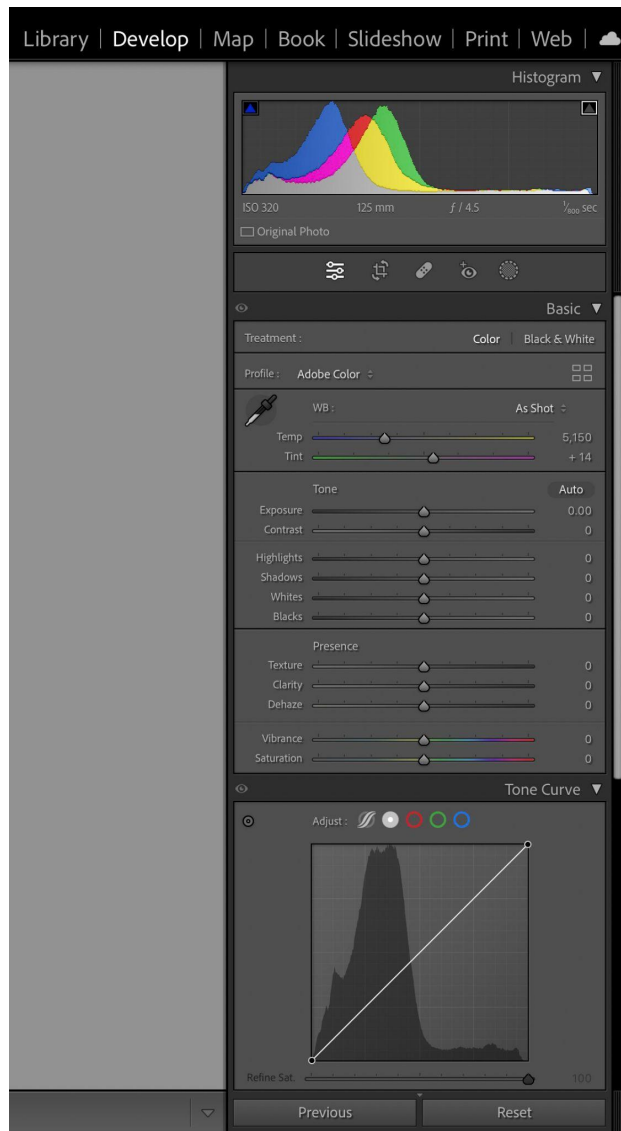 Library | Develop | Map | Book | Slideshow | Print | Web |
Histogram
ISO 320 125 mm ƒ / 4.5 1/800 sec
Original Photo
Basic
Treatment : Color Black & White
Profile : Adobe Color
WB : As Shot
Temp 5,150
Tint + 14
Tone Auto
Exposure 0.00
Contrast 0
Highlights 0
Shadows 0
Whites 0
Blacks 0
Presence
Texture 0
Clarity 0
Dehaze 0
Vibrance 0
Saturation 0
Tone Curve
Adjust :
Refine Sat. 100
Previous Reset